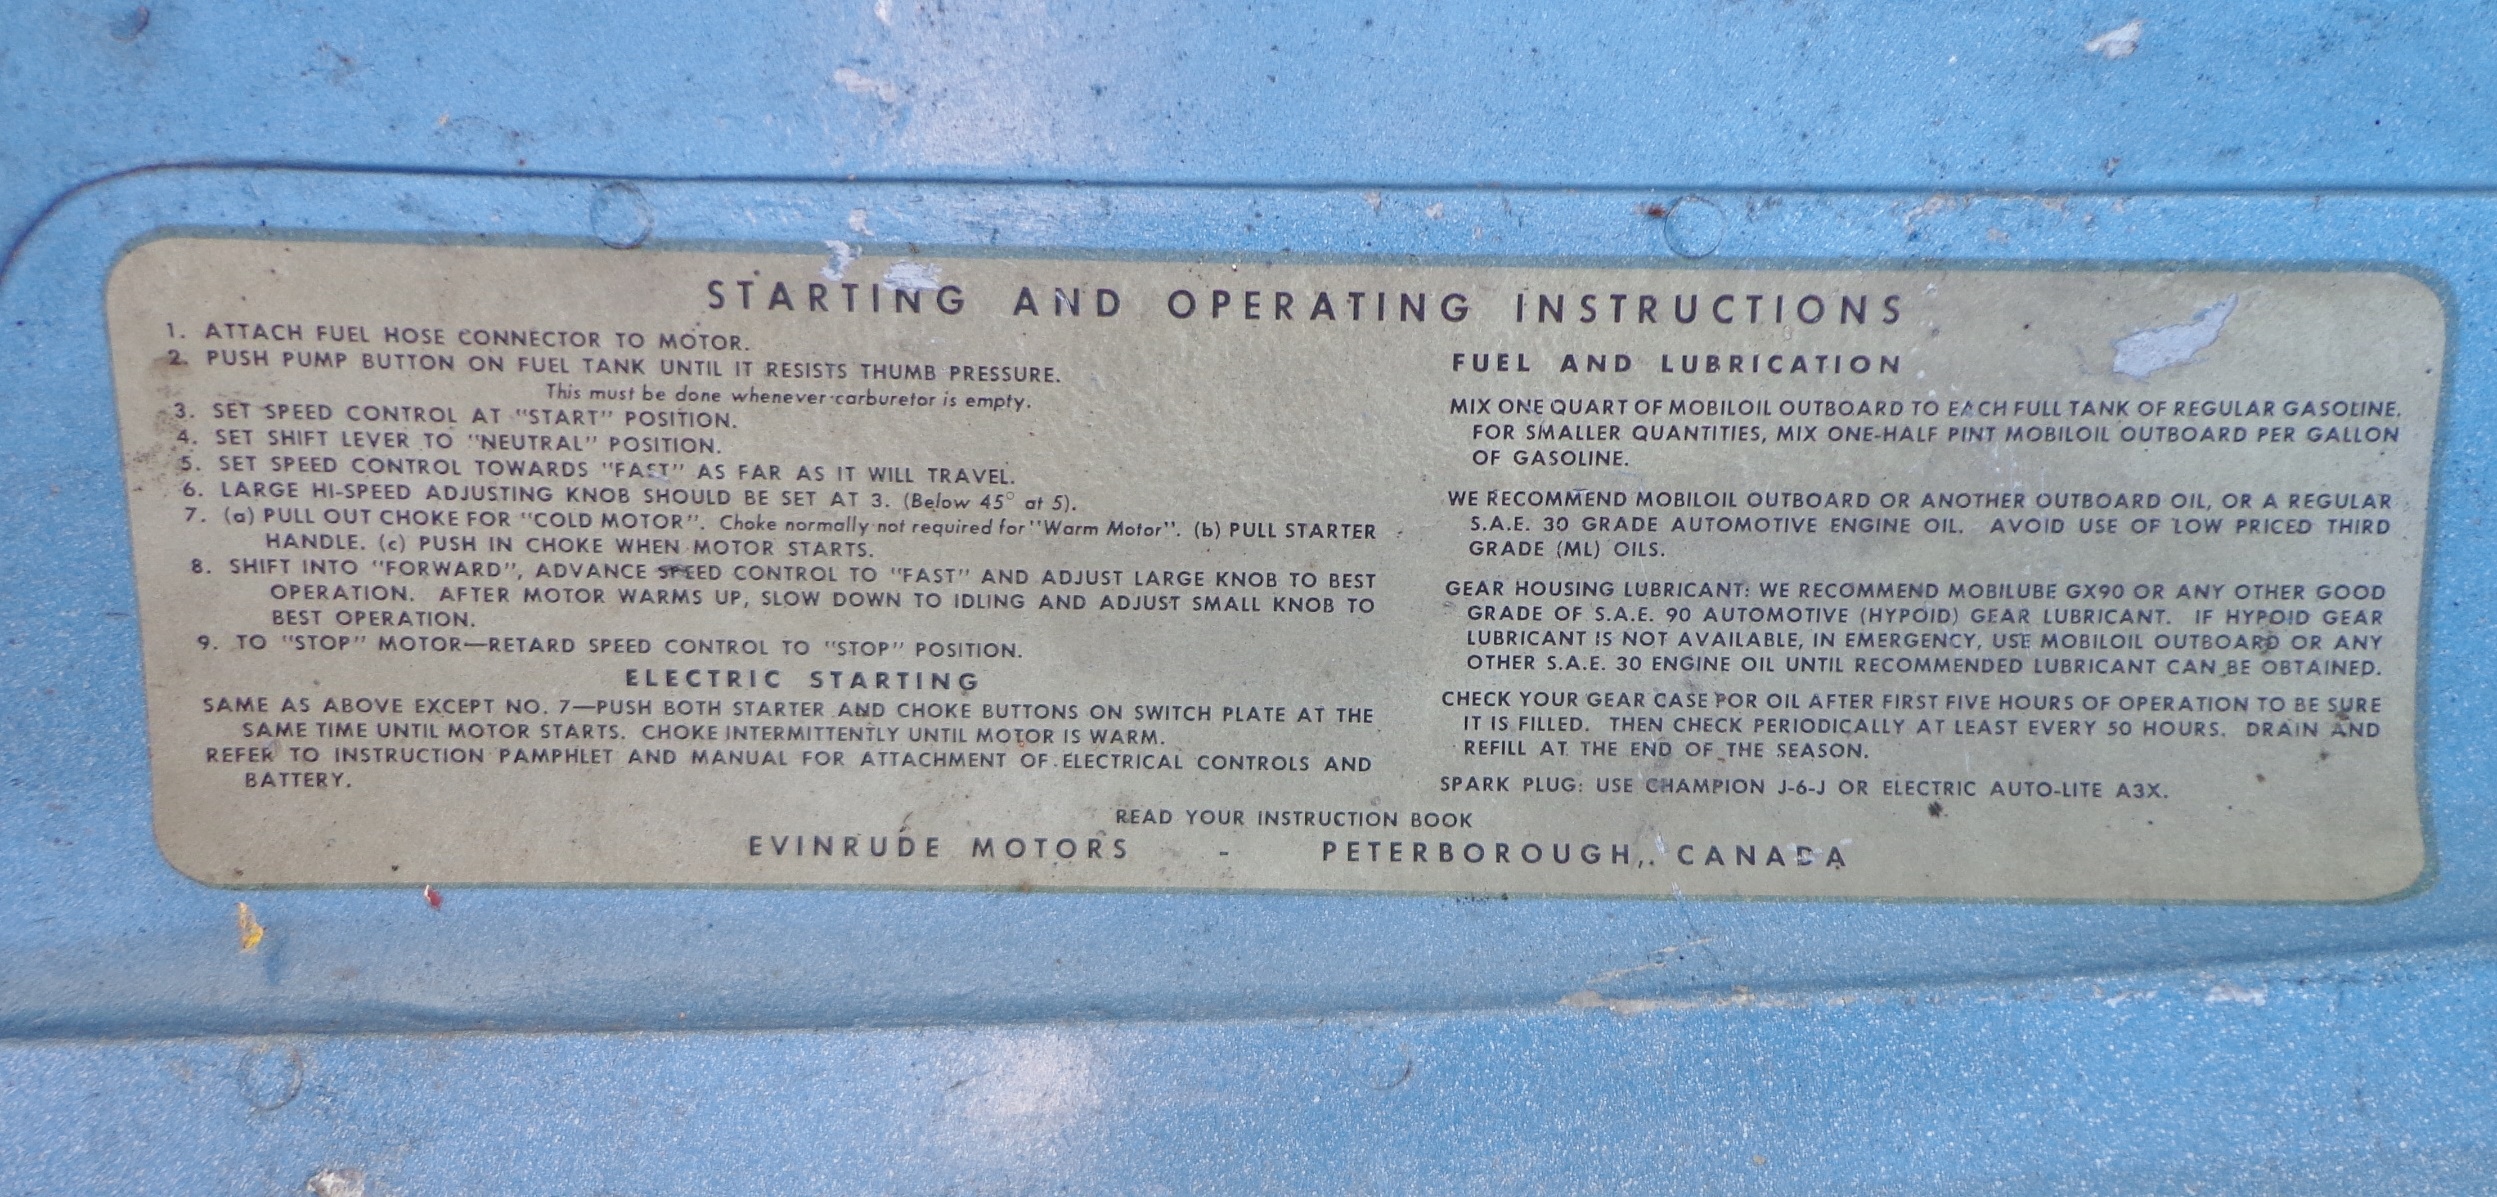 STARTING AND OPERATING INSTRUCTIONS
1. ATTACH FUEL HOSE CONNECTOR TO MOTOR.
2. PUSH PUMP BUTTON ON FUEL TANK UNTIL IT RESISTS THUMB PRESSURE.
This must be done whenever carburetor is empty.
3. SET SPEED CONTROL AT "START" POSITION.
4. SET SHIFT LEVER TO "NEUTRAL" POSITION.
5. SET SPEED CONTROL TOWARDS "FAST" AS FAR AS IT WILL TRAVEL.
6. LARGE HI-SPEED ADJUSTING KNOB SHOULD BE SET AT 3. (Below 45° at 5).
7. (a) PULL OUT CHOKE FOR "COLD MOTOR". Choke normally not required for "Warm Motor". (b) PULL STARTER
HANDLE. (c) PUSH IN CHOKE WHEN MOTOR STARTS.
8. SHIFT INTO "FORWARD", ADVANCE SPEED CONTROL TO "FAST" AND ADJUST LARGE KNOB TO BEST
OPERATION. AFTER MOTOR WARMS UP, SLOW DOWN TO IDLING AND ADJUST SMALL KNOB TO
BEST OPERATION.
9. TO "STOP" MOTOR—RETARD SPEED CONTROL TO "STOP" POSITION.
ELECTRIC STARTING
SAME AS ABOVE EXCEPT NO. 7—PUSH BOTH STARTER AND CHOKE BUTTONS ON SWITCH PLATE AT THE
SAME TIME UNTIL MOTOR STARTS. CHOKE INTERMITTENTLY UNTIL MOTOR IS WARM.
REFER TO INSTRUCTION PAMPHLET AND MANUAL FOR ATTACHMENT OF ELECTRICAL CONTROLS AND
BATTERY.
FUEL AND LUBRICATION
MIX ONE QUART OF MOBILOIL OUTBOARD TO EACH FULL TANK OF REGULAR GASOLINE.
FOR SMALLER QUANTITIES, MIX ONE-HALF PINT MOBILOIL OUTBOARD PER GALLON
OF GASOLINE.
WE RECOMMEND MOBILOIL OUTBOARD OR ANOTHER OUTBOARD OIL, OR A REGULAR
S.A.E. 30 GRADE AUTOMOTIVE ENGINE OIL. AVOID USE OF LOW PRICED THIRD
GRADE (ML) OILS.
GEAR HOUSING LUBRICANT: WE RECOMMEND MOBILUBE GX90 OR ANY OTHER GOOD
GRADE OF S.A.E. 90 AUTOMOTIVE (HYPOID) GEAR LUBRICANT. IF HYPOID GEAR
LUBRICANT IS NOT AVAILABLE, IN EMERGENCY, USE MOBILOIL OUTBOARD OR ANY
OTHER S.A.E. 30 ENGINE OIL UNTIL RECOMMENDED LUBRICANT CAN BE OBTAINED.
CHECK YOUR GEAR CASE POR OIL AFTER FIRST FIVE HOURS OF OPERATION TO BE SURE
IT IS FILLED. THEN CHECK PERIODICALLY AT LEAST EVERY 50 HOURS. DRAIN AND
REFILL AT THE END OF THE SEASON.
SPARK PLUG: USE CHAMPION J-6-J OR ELECTRIC AUTO-LITE A3X.
READ YOUR INSTRUCTION BOOK
EVINRUDE MOTORS - PETERBOROUGH, CANADA